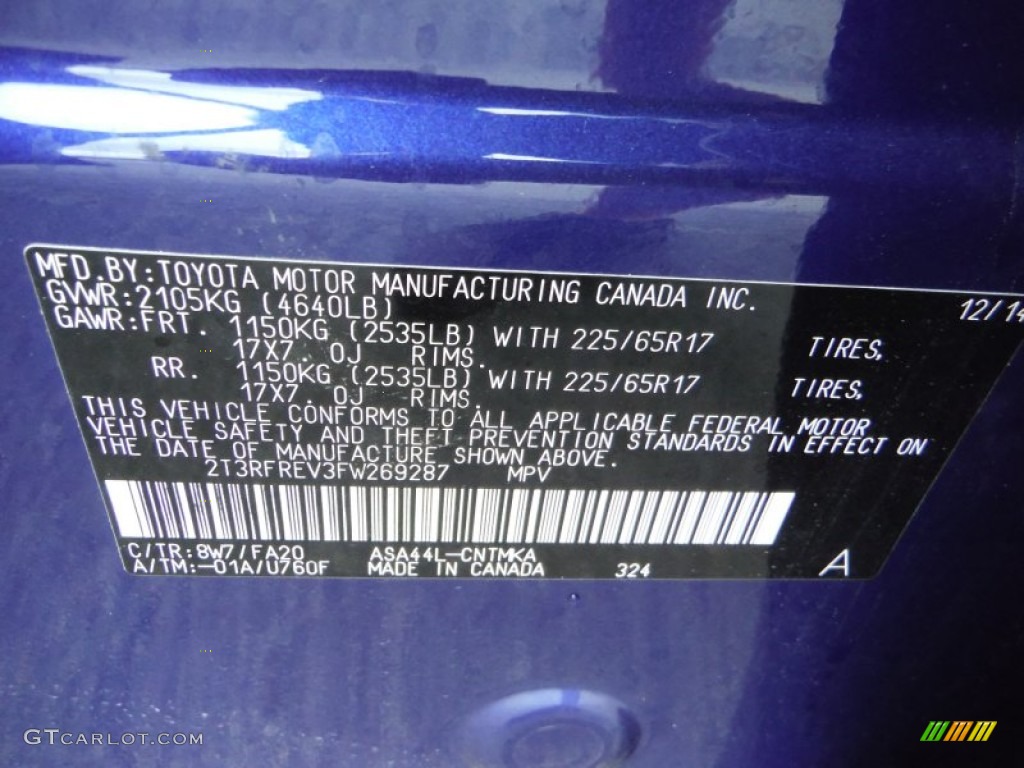 MFD.BY:TOYOTA MOTOR MANUFACTURING CANADA INC. 12/14
GVWR:2105KG (4640LB)
GAWR:FRT. 1150KG (2535LB) WITH 225/65R17 TIRES,
17X7.0J RIMS.
RR. 1150KG (2535LB) WITH 225/65R17 TIRES,
17X7.0J RIMS.
THIS VEHICLE CONFORMS TO ALL APPLICABLE FEDERAL MOTOR
VEHICLE SAFETY AND THEFT PREVENTION STANDARDS IN EFFECT ON
THE DATE OF MANUFACTURE SHOWN ABOVE.
2T3RFREV3FW269287 MPV
C/TR:8W7/FA20 ASA44L-CNTMKA
A/TM:-01A/U760F MADE IN CANADA 324 A
GTCARLOT.COM